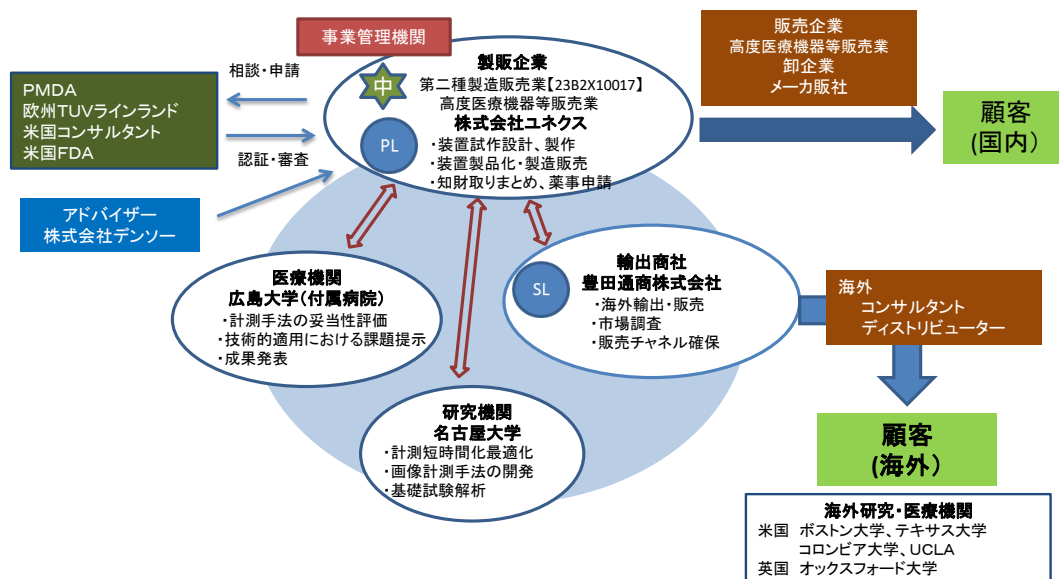 事業管理機関
製販企業
中
第二種製造販売業【23B2X10017】
高度医療機器等販売業
株式会社ユネクス
PL
・装置試作設計、製作
・装置製品化・製造販売
・知財取りまとめ、薬事申請
相談・申請
PMDA
欧州TUVラインランド
米国コンサルタント
米国FDA
認証・審査
アドバイザー
株式会社デンソー
販売企業
高度医療機器等販売業
卸企業
メーカ販社
顧客
(国内)
医療機関
広島大学(付属病院)
・計測手法の妥当性評価
・技術的適用における課題提示
・成果発表
輸出商社
豊田通商株式会社
SL
・海外輸出・販売
・市場調査
・販売チャネル確保
海外
コンサルタント
ディストリビューター
研究機関
名古屋大学
・計測短時間化最適化
・画像計測手法の開発
・基礎試験解析
顧客
(海外)
海外研究・医療機関
米国 ボストン大学、テキサス大学
コロンビア大学、UCLA
英国 オックスフォード大学